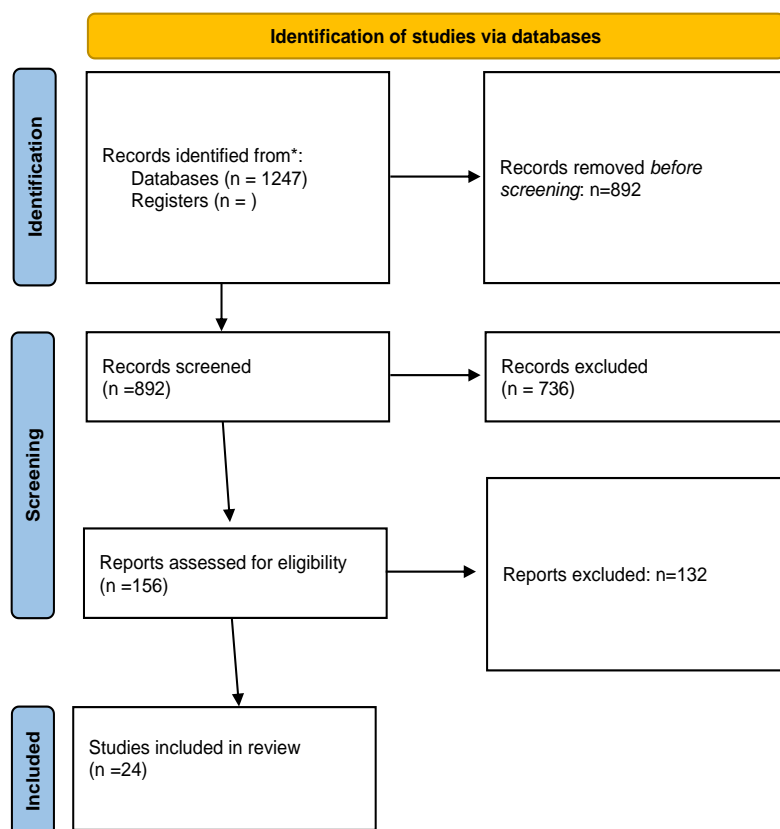 Identification of studies via databases
Identification
Records identified from*:
Databases (n = 1247)
Registers (n = )
Records removed before
screening: n=892
Screening
Records screened
(n =892)
Records excluded
(n = 736)
Reports assessed for eligibility
(n =156)
Reports excluded: n=132
Included
Studies included in review
(n =24)